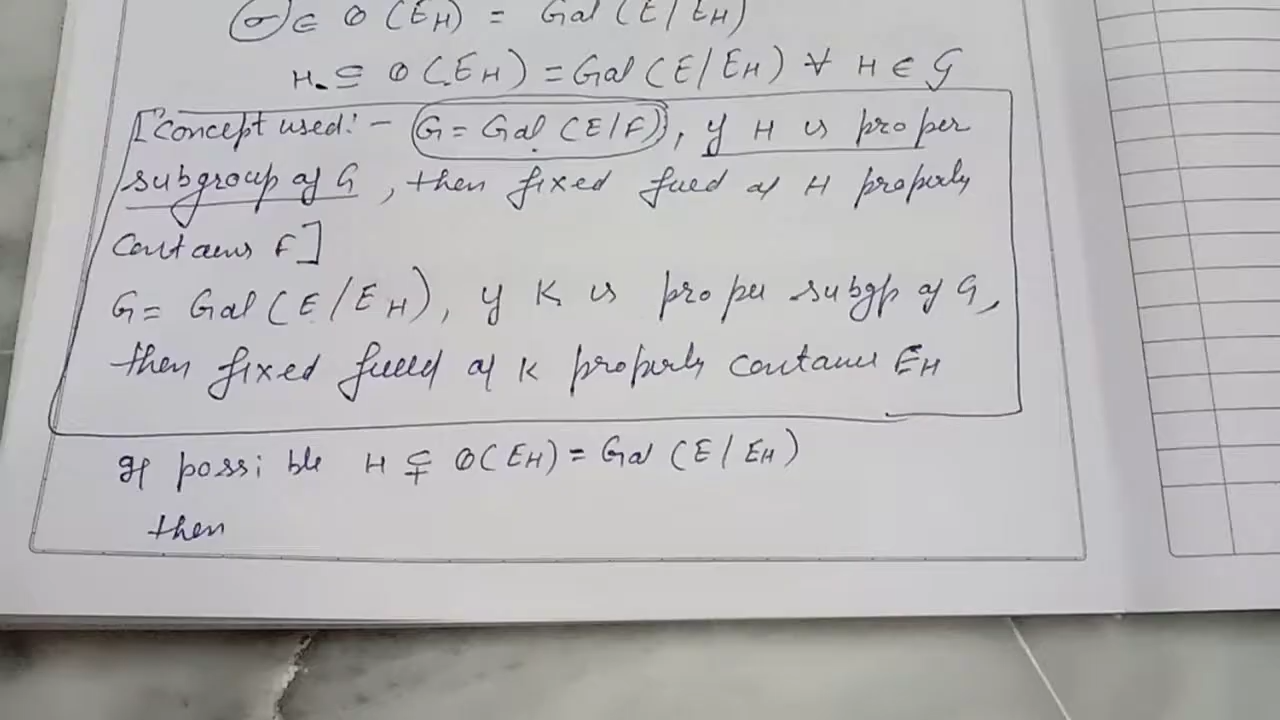 σ ∈ Φ(E_H) = Gal(E/E_H)
H ⊆ Φ(E_H) = Gal(E/E_H) ∀ H ∈ G
[Concept used:- G = Gal(E/F), if H is proper
subgroup of G, then fixed field of H properly
contains F]
G = Gal(E/E_H), if K is proper subgp of G,
then fixed field of K properly contains E_H
If possible H ⊊ Φ(E_H) = Gal(E/E_H)
then